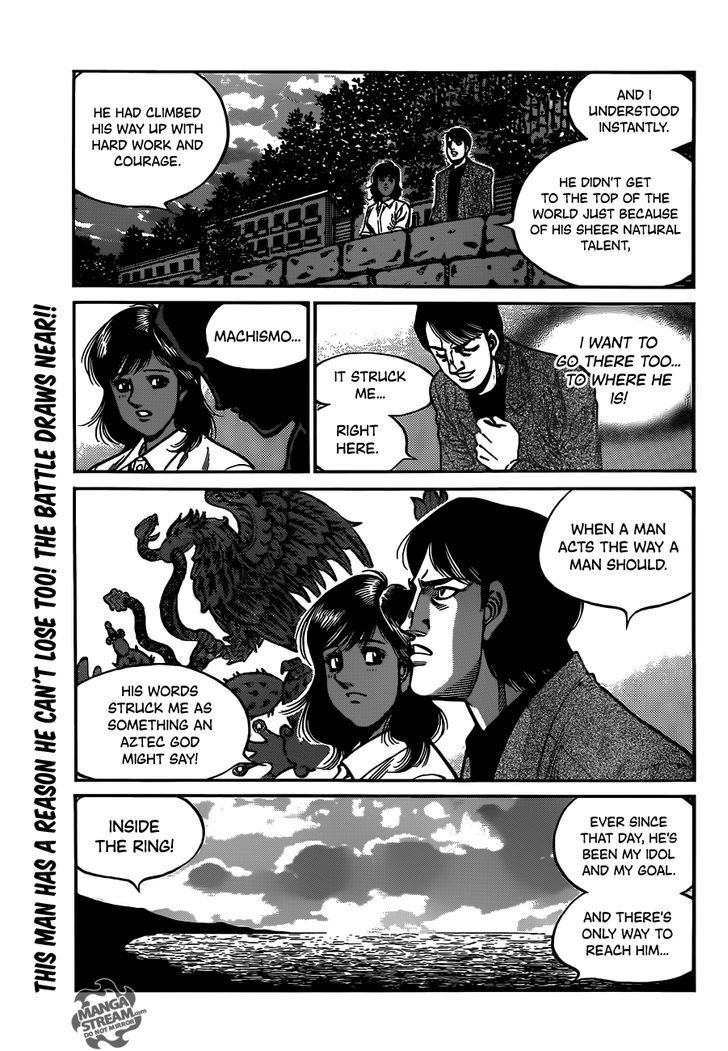 AND I
UNDERSTOOD
INSTANTLY.
HE DIDN'T GET
TO THE TOP OF THE
WORLD JUST BECAUSE
OF HIS SHEER NATURAL
TALENT,
HE HAD CLIMBED
HIS WAY UP WITH
HARD WORK AND
COURAGE.
I WANT TO
GO THERE TOO...
TO WHERE HE
IS!
IT STRUCK
ME...
RIGHT
HERE.
MACHISMO...
WHEN A MAN
ACTS THE WAY A
MAN SHOULD.
HIS WORDS
STRUCK ME AS
SOMETHING AN
AZTEC GOD
MIGHT SAY!
EVER SINCE
THAT DAY, HE'S
BEEN MY IDOL
AND MY GOAL.
AND THERE'S
ONLY WAY TO
REACH HIM...
INSIDE
THE RING!
THIS MAN HAS A REASON HE CAN'T LOSE TOO! THE BATTLE DRAWS NEAR!!
MANGA
STREAM.com
DO NOT MIRROR